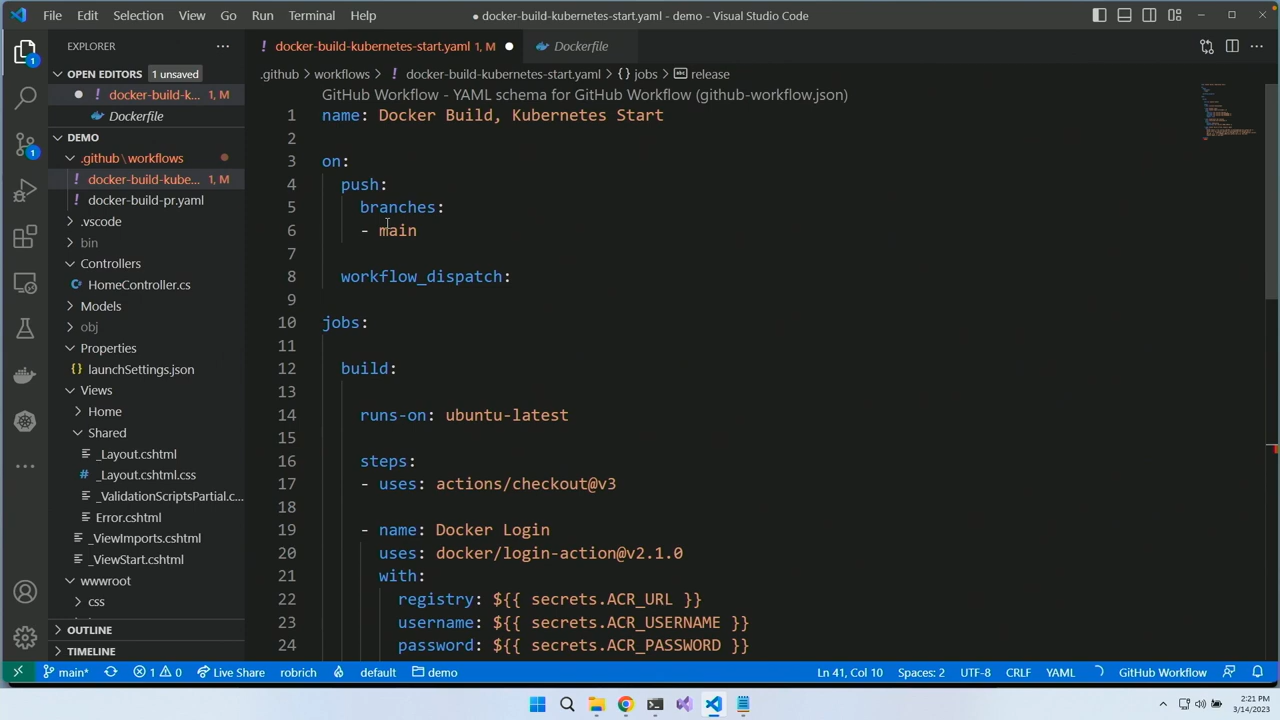 File Edit Selection View Go Run Terminal Help
● docker-build-kubernetes-start.yaml - demo - Visual Studio Code
EXPLORER
OPEN EDITORS 1 unsaved
docker-build-k...
Dockerfile
DEMO
.github\workflows
docker-build-kube... 1, M
docker-build-pr.yaml
.vscode
bin
Controllers
HomeController.cs
Models
obj
Properties
launchSettings.json
Views
Home
Shared
_Layout.cshtml
_Layout.cshtml.css
_ValidationScriptsPartial.c...
Error.cshtml
_ViewImports.cshtml
_ViewStart.cshtml
wwwroot
css
OUTLINE
TIMELINE
docker-build-kubernetes-start.yaml 1, M
Dockerfile
.github > workflows > ! docker-build-kubernetes-start.yaml > {} jobs > abc release
GitHub Workflow - YAML schema for GitHub Workflow (github-workflow.json)
1 name: Docker Build, Kubernetes Start
2
3 on:
4 push:
5 branches:
6 - main
7
8 workflow_dispatch:
9
10 jobs:
11
12 build:
13
14 runs-on: ubuntu-latest
15
16 steps:
17 - uses: actions/checkout@v3
18
19 - name: Docker Login
20 uses: docker/login-action@v2.1.0
21 with:
22 registry: ${{ secrets.ACR_URL }}
23 username: ${{ secrets.ACR_USERNAME }}
24 password: ${{ secrets.ACR_PASSWORD }}
main* 1 0 Live Share robrich default demo
Ln 41, Col 10 Spaces: 2 UTF-8 CRLF YAML GitHub Workflow
2:21 PM
3/14/2023